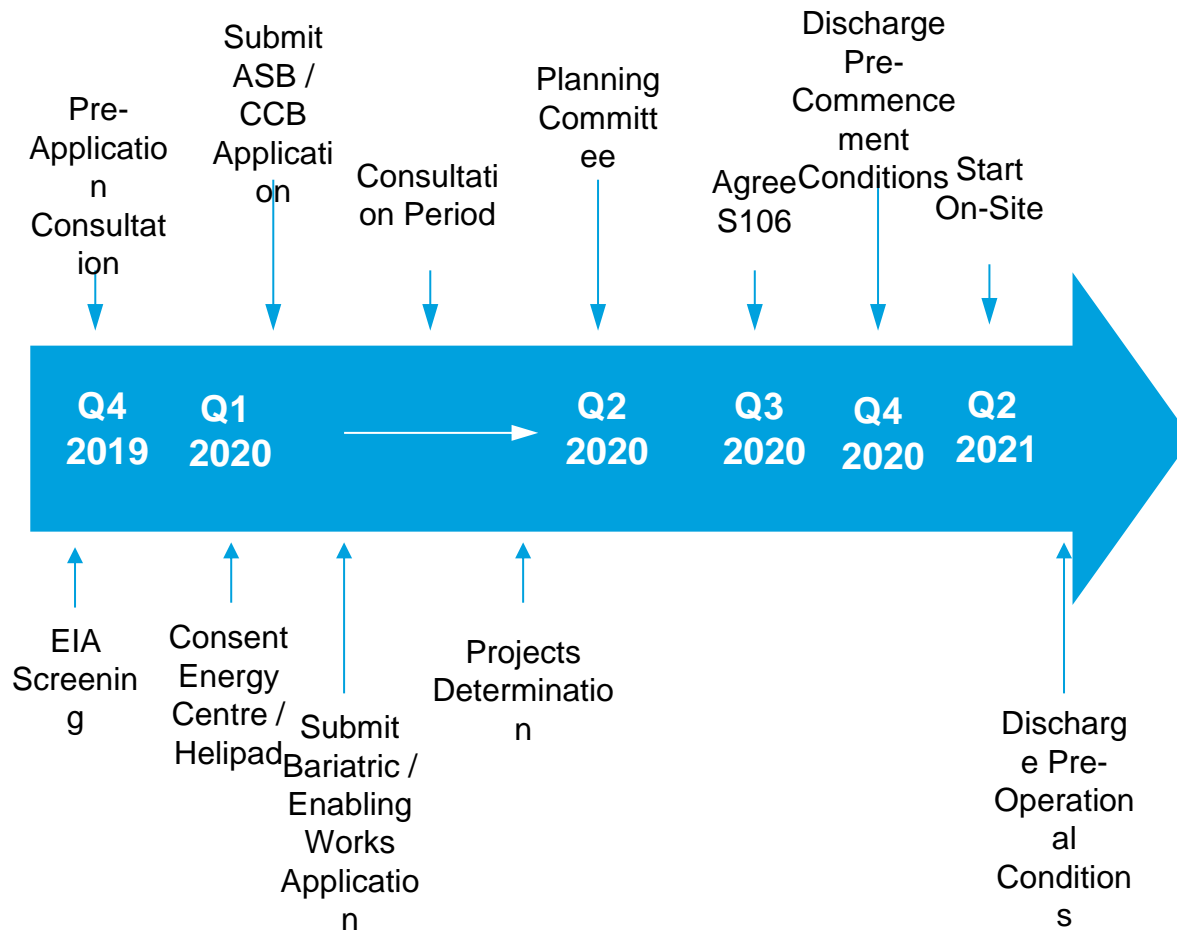 Pre-
Applicatio
n
Consultat
ion
Submit
ASB /
CCB
Applicati
on
Consultati
on Period
Planning
Committ
ee
Agree
S106
Discharge
Pre-
Commence
ment
Conditions
Start
On-Site
Q4
2019
Q1
2020
Q2
2020
Q3
2020
Q4
2020
Q2
2021
EIA
Screenin
g
Consent
Energy
Centre /
Helipad
Submit
Bariatric /
Enabling
Works
Applicatio
n
Projects
Determinatio
n
Discharg
e Pre-
Operation
al
Condition
s